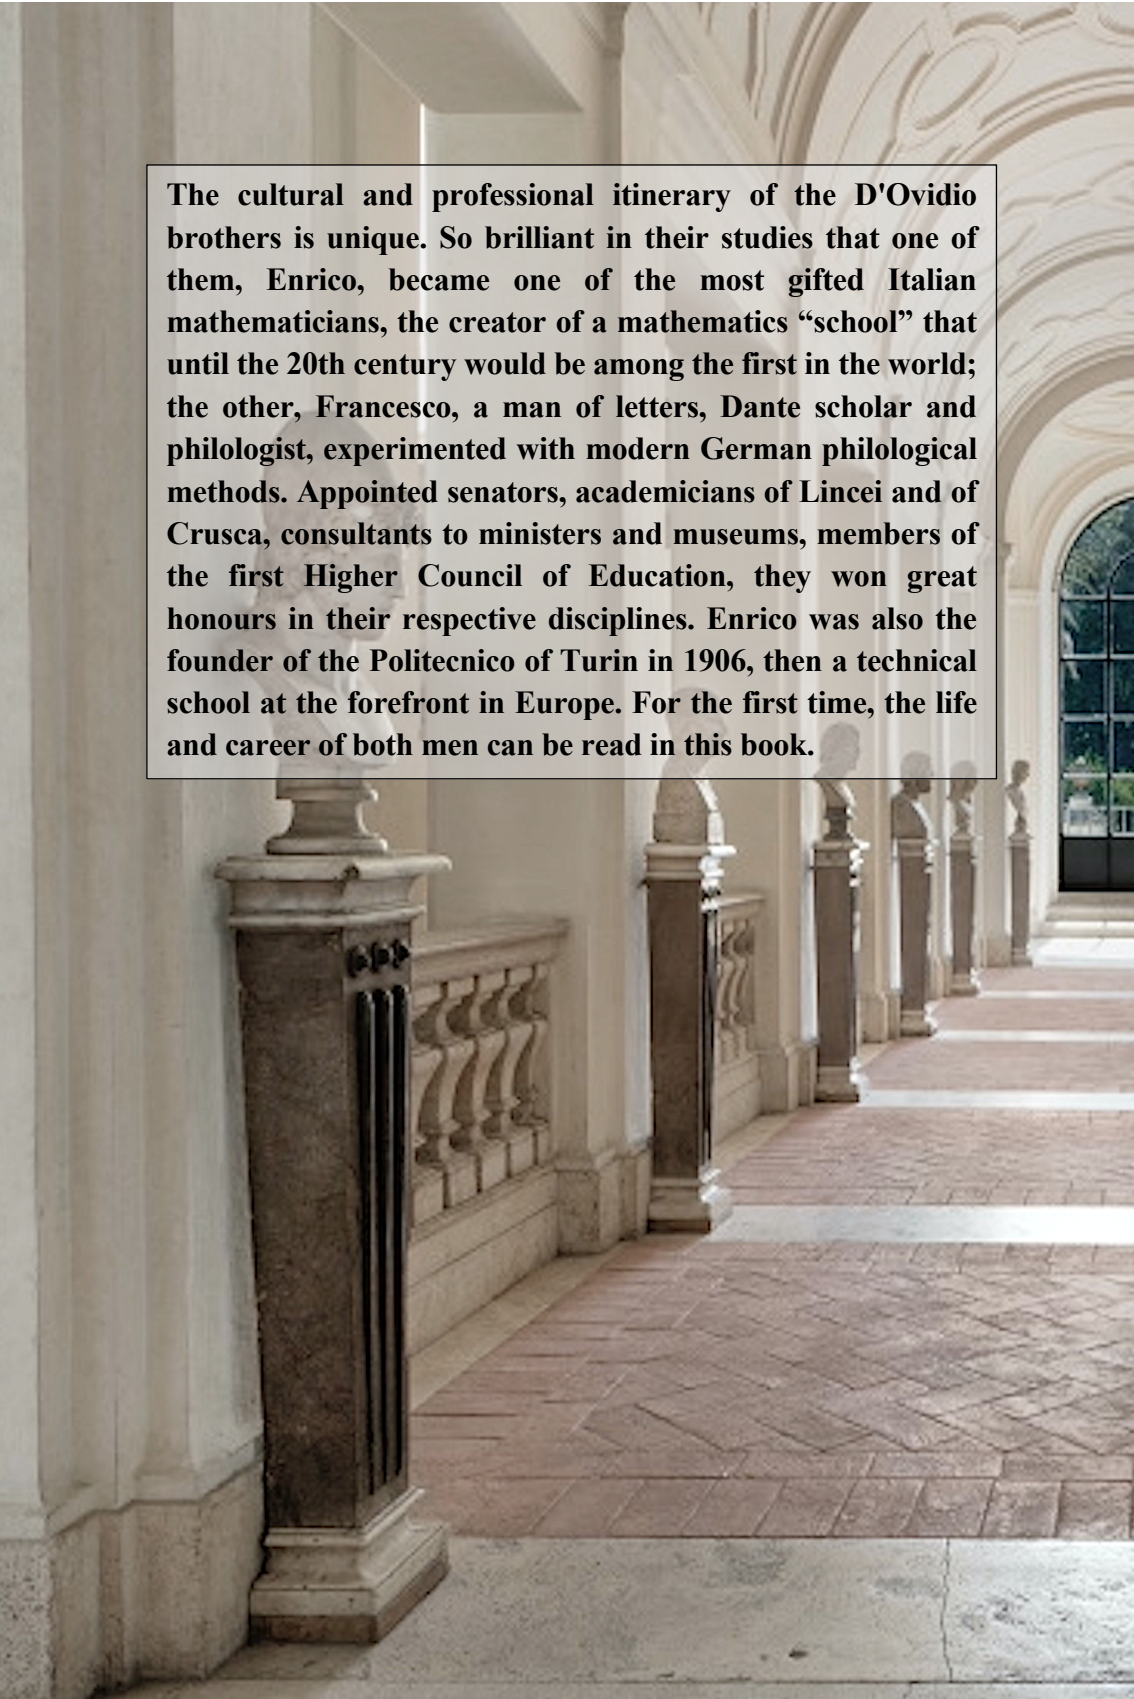 The cultural and professional itinerary of the D'Ovidio
brothers is unique. So brilliant in their studies that one of
them, Enrico, became one of the most gifted Italian
mathematicians, the creator of a mathematics “school” that
until the 20th century would be among the first in the world;
the other, Francesco, a man of letters, Dante scholar and
philologist, experimented with modern German philological
methods. Appointed senators, academicians of Lincei and of
Crusca, consultants to ministers and museums, members of
the first Higher Council of Education, they won great
honours in their respective disciplines. Enrico was also the
founder of the Politecnico of Turin in 1906, then a technical
school at the forefront in Europe. For the first time, the life
and career of both men can be read in this book.